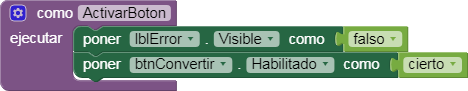 como ActivarBoton
ejecutar poner lblError . Visible como falso
poner btnConvertir . Habilitado como cierto